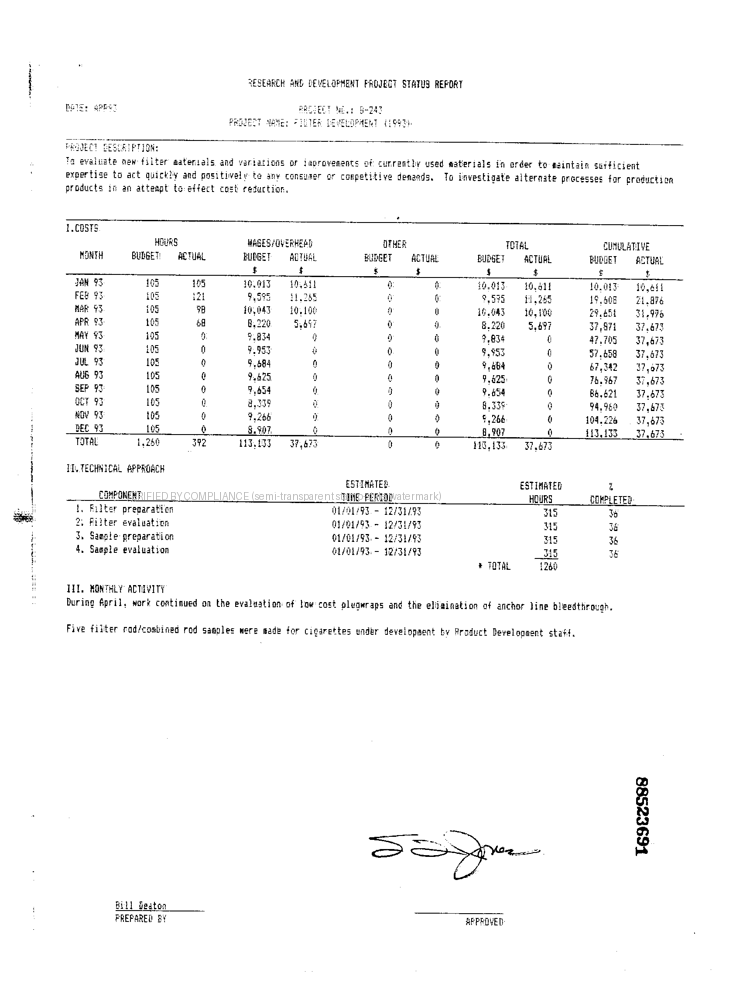 RESEARCH AND DEVELOPMENT PROJECT STATUS REPORT
DATE: APR93
PROJECT NO.: B-243
PROJECT NAME: FILTER DEVELOPMENT (1993)
PROJECT DESCRIPTION:
To evaluate new filter materials and variations or improvements of currently used materials in order to maintain sufficient
expertise to act quickly and positively to any consumer or competitive demands. To investigate alternate processes for production
products in an attempt to effect cost reduction.
I.COSTS
HOURS WAGES/OVERHEAD OTHER TOTAL CUMULATIVE
MONTH BUDGET ACTUAL BUDGET ACTUAL BUDGET ACTUAL BUDGET ACTUAL BUDGET ACTUAL
$ $ $ $ $ $ $ $
JAN 93 105 105 10,013 10,611 0 0 10,013 10,611 10,013 10,611
FEB 93 105 121 9,595 11,265 0 0 9,595 11,265 19,608 21,876
MAR 93 105 98 10,043 10,100 0 0 10,043 10,100 29,651 31,976
APR 93 105 68 8,220 5,697 0 0 8,220 5,697 37,871 37,673
MAY 93 105 0 9,834 0 0 0 9,834 0 47,705 37,673
JUN 93 105 0 9,953 0 0 0 9,953 0 57,658 37,673
JUL 93 105 0 9,684 0 0 0 9,684 0 67,342 37,673
AUG 93 105 0 9,625 0 0 0 9,625 0 76,967 37,673
SEP 93 105 0 9,654 0 0 0 9,654 0 86,621 37,673
OCT 93 105 0 8,339 0 0 0 8,339 0 94,960 37,673
NOV 93 105 0 9,266 0 0 0 9,266 0 104,226 37,673
DEC 93 105 0 8,907 0 0 0 8,907 0 113,133 37,673
TOTAL 1,260 392 113,133 37,673 0 0 113,133 37,673
II.TECHNICAL APPROACH
ESTIMATED ESTIMATED %
COMPONENT TIME PERIOD HOURS COMPLETED
IFIED BY COMPLIANCE (semi-transparent watermark)
1. Filter preparation 01/01/93 - 12/31/93 315 36
2. Filter evaluation 01/01/93 - 12/31/93 315 36
3. Sample preparation 01/01/93 - 12/31/93 315 36
4. Sample evaluation 01/01/93 - 12/31/93 315 36
* TOTAL 1260
III. MONTHLY ACTIVITY
During April, work continued on the evaluation of low cost plugwraps and the elimination of anchor line bleedthrough.
Five filter rod/combined rod samples were made for cigarettes under development by Product Development staff.
88523691
Bill Deaton
PREPARED BY
APPROVED